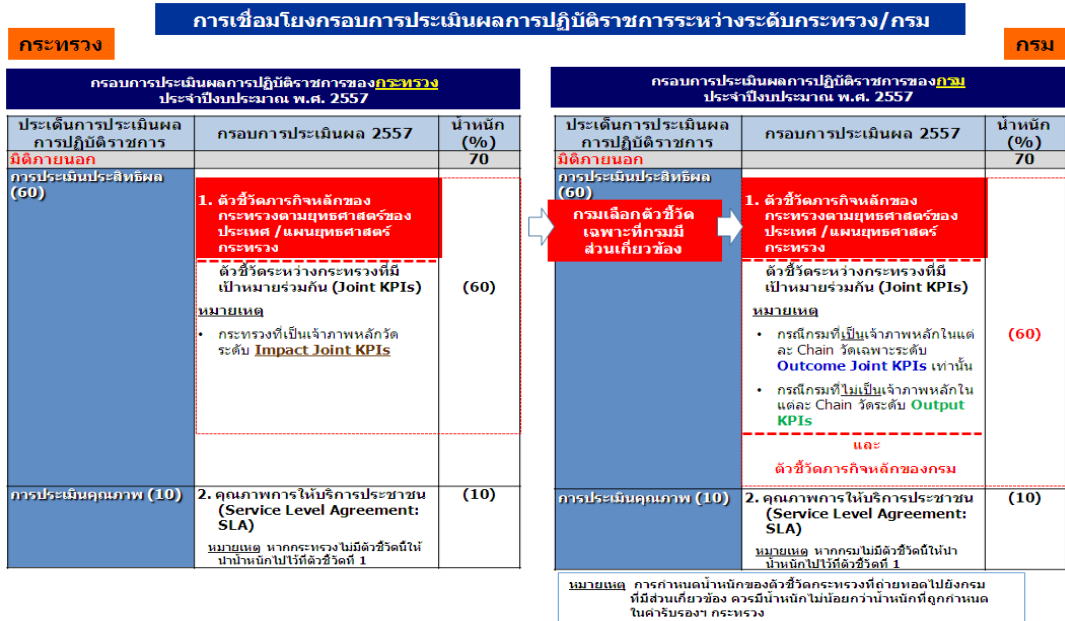 การเชื่อมโยงกรอบการประเมินผลการปฏิบัติราชการระหว่างระดับกระทรวง/กรม
กระทรวง
กรอบการประเมินผลการปฏิบัติราชการของกระทรวง
ประจำปีงบประมาณ พ.ศ. 2557
ประเด็นการประเมินผล
การปฏิบัติราชการ
กรอบการประเมินผล 2557
น้ำหนัก
(%)
มิติภายนอก
70
การประเมินประสิทธิผล
(60)
1. ตัวชี้วัดภารกิจหลักของ
กระทรวงตามยุทธศาสตร์ของ
ประเทศ /แผนยุทธศาสตร์
กระทรวง
ตัวชี้วัดระหว่างกระทรวงที่มี
เป้าหมายร่วมกัน (Joint KPIs)
(60)
หมายเหตุ
• กระทรวงที่เป็นเจ้าภาพหลักวัด
ระดับ Impact Joint KPIs
การประเมินคุณภาพ (10)
2. คุณภาพการให้บริการประชาชน
(Service Level Agreement:
SLA)
(10)
หมายเหตุ หากกระทรวงไม่มีตัวชี้วัดนี้ให้
นำน้ำหนักไปไว้ที่ตัวชี้วัดที่ 1
กรม
กรอบการประเมินผลการปฏิบัติราชการของกรม
ประจำปีงบประมาณ พ.ศ. 2557
ประเด็นการประเมินผล
การปฏิบัติราชการ
กรอบการประเมินผล 2557
น้ำหนัก
(%)
มิติภายนอก
70
การประเมินประสิทธิผล
(60)
กรมเลือกตัวชี้วัด
เฉพาะที่กรมมี
ส่วนเกี่ยวข้อง
1. ตัวชี้วัดภารกิจหลักของ
กระทรวงตามยุทธศาสตร์ของ
ประเทศ /แผนยุทธศาสตร์
กระทรวง
ตัวชี้วัดระหว่างกระทรวงที่มี
เป้าหมายร่วมกัน (Joint KPIs)
หมายเหตุ
• กรณีกรมที่เป็นเจ้าภาพหลักในแต่
ละ Chain วัดเฉพาะระดับ
Outcome Joint KPIs เท่านั้น
(60)
• กรณีกรมที่ไม่เป็นเจ้าภาพหลักใน
แต่ละ Chain วัดระดับ Output
KPIs
และ
ตัวชี้วัดภารกิจหลักของกรม
การประเมินคุณภาพ (10)
2. คุณภาพการให้บริการประชาชน
(Service Level Agreement:
SLA)
(10)
หมายเหตุ หากกรมไม่มีตัวชี้วัดนี้ให้นำ
น้ำหนักไปไว้ที่ตัวชี้วัดที่ 1
หมายเหตุ การกำหนดน้ำหนักของตัวชี้วัดกระทรวงที่ถ่ายทอดไปยังกรม
ที่มีส่วนเกี่ยวข้อง ควรมีน้ำหนักไม่น้อยกว่าน้ำหนักที่ถูกกำหนด
ในคำรับรองฯ กระทรวง